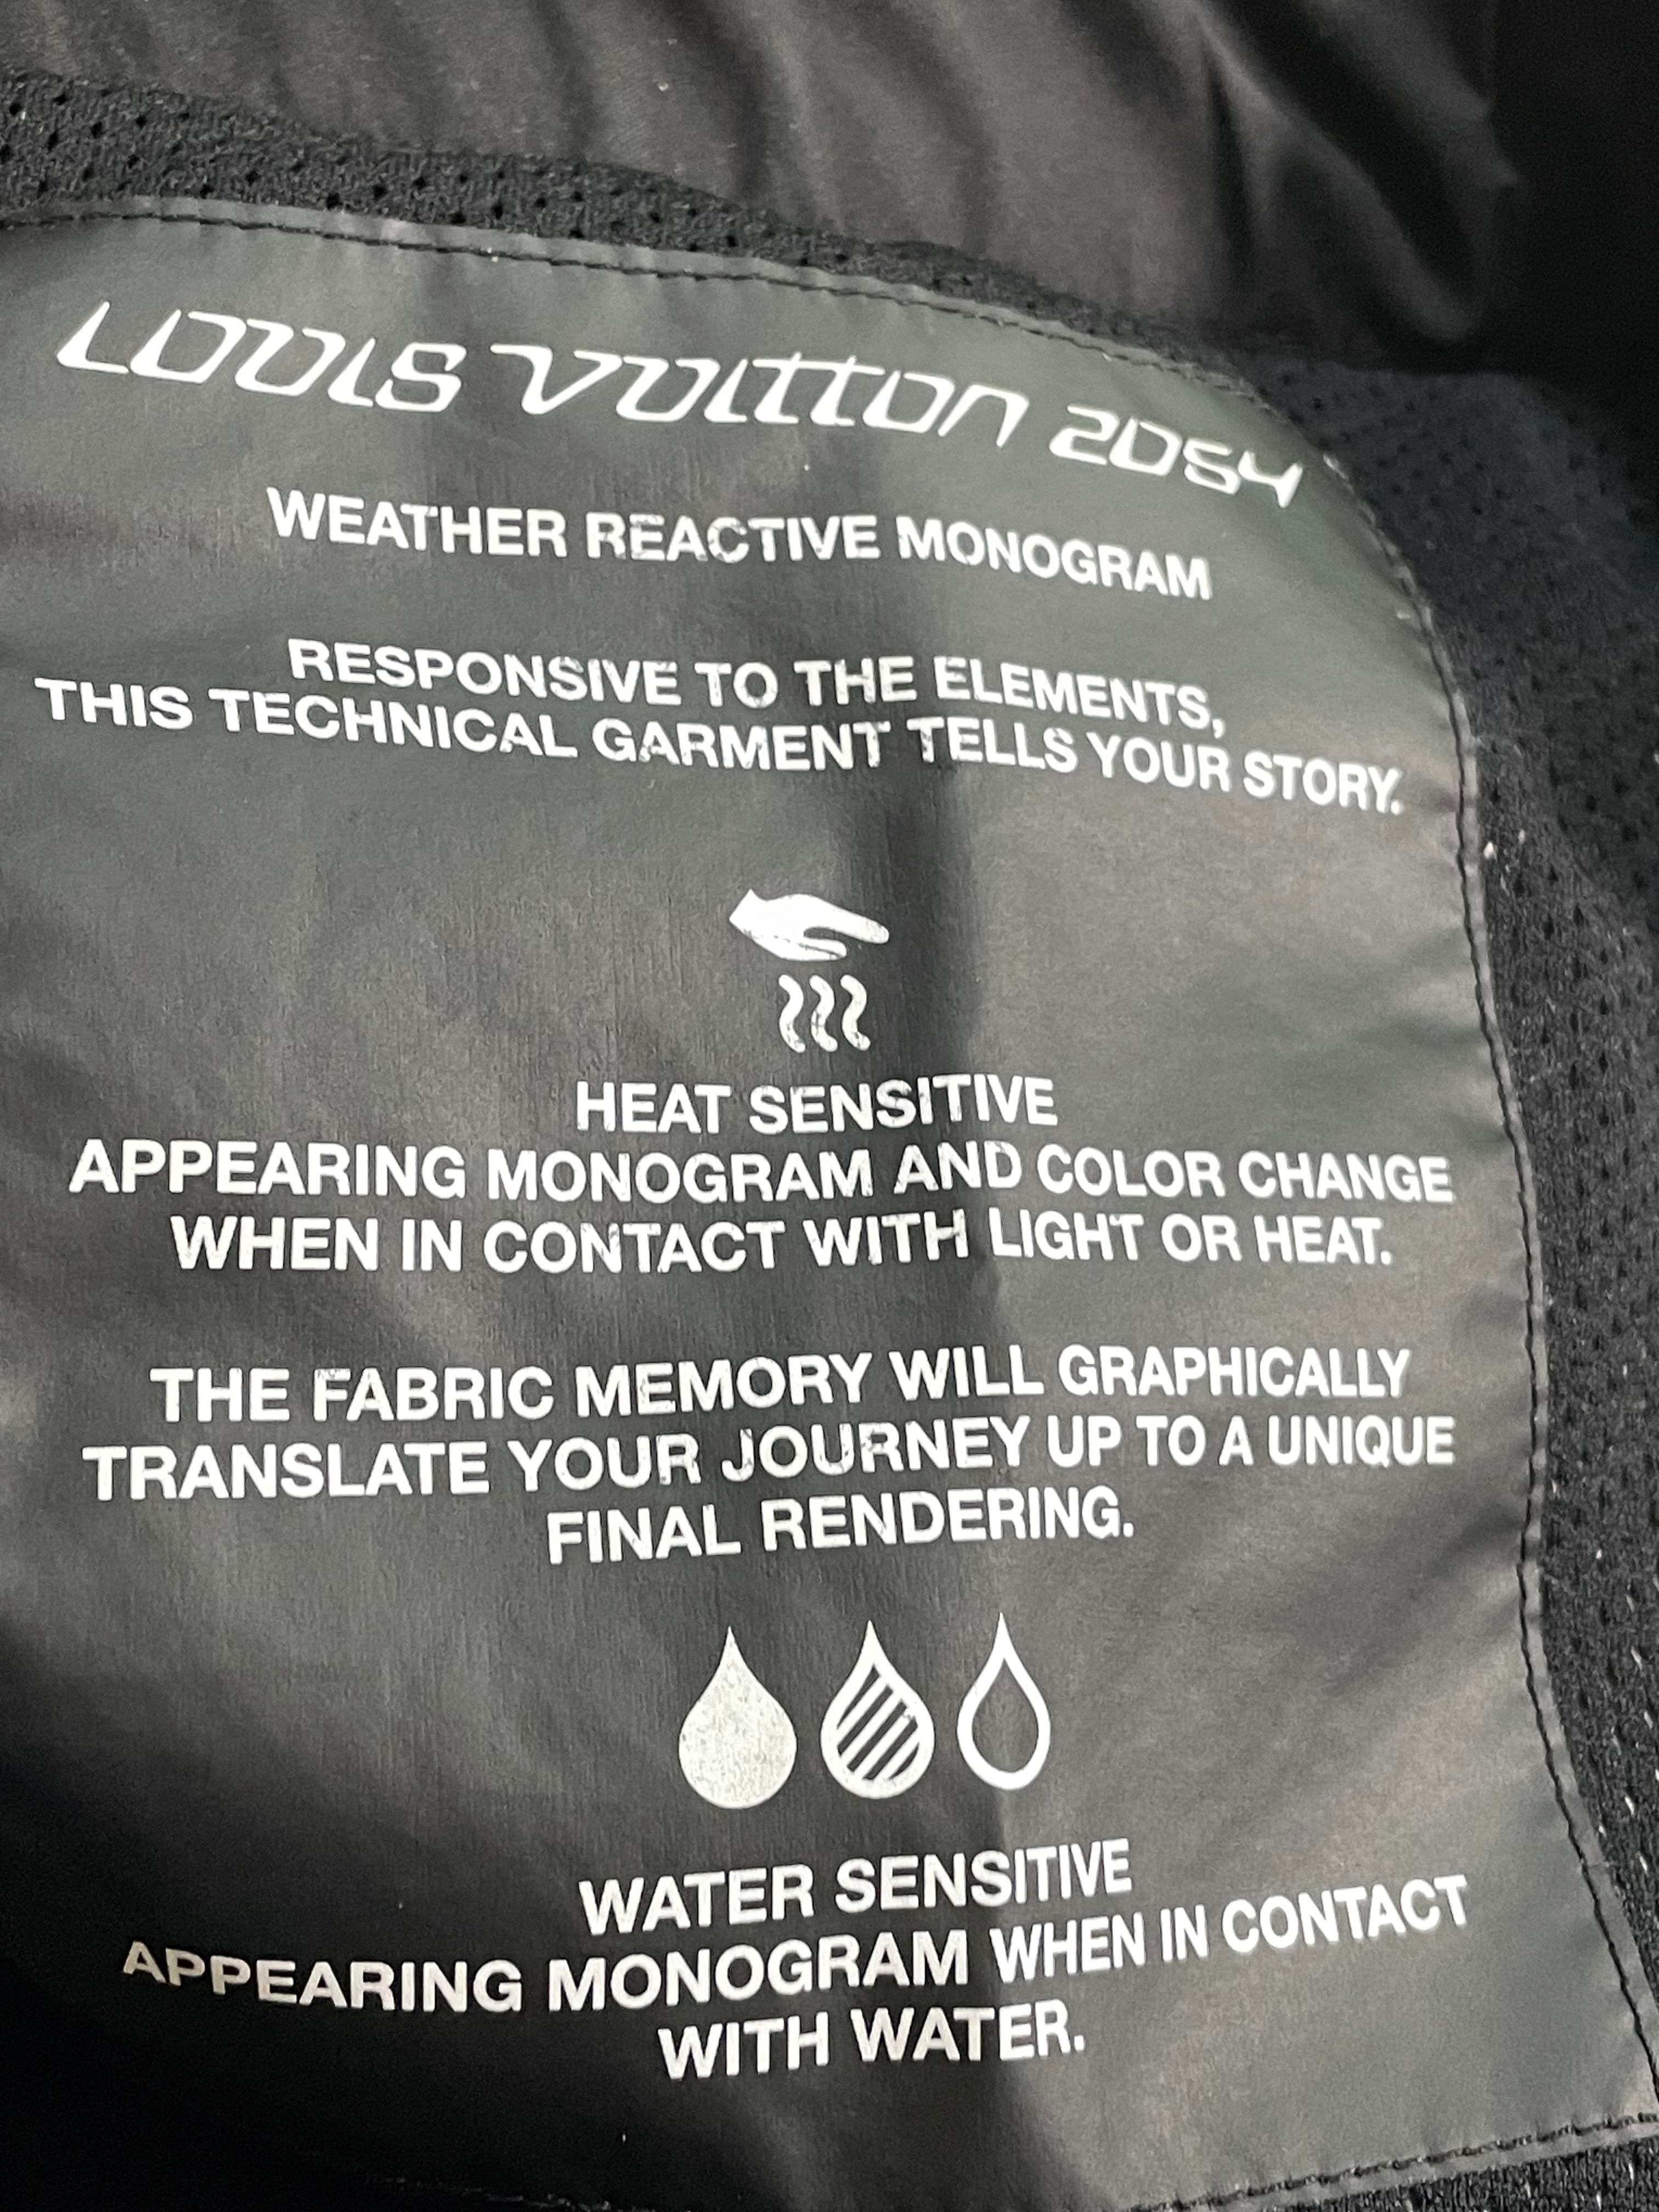 LOUIS VUITTON 2054
WEATHER REACTIVE MONOGRAM
RESPONSIVE TO THE ELEMENTS,
THIS TECHNICAL GARMENT TELLS YOUR STORY.
HEAT SENSITIVE
APPEARING MONOGRAM AND COLOR CHANGE
WHEN IN CONTACT WITH LIGHT OR HEAT.
THE FABRIC MEMORY WILL GRAPHICALLY
TRANSLATE YOUR JOURNEY UP TO A UNIQUE
FINAL RENDERING.
WATER SENSITIVE
APPEARING MONOGRAM WHEN IN CONTACT
WITH WATER.